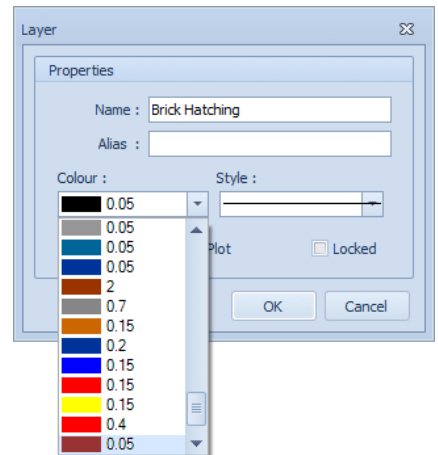 Layer
Properties
Name : Brick Hatching
Alias :
Colour : Style :
0.05
0.05
0.05 Plot Locked
0.05
2
0.7 OK Cancel
0.15
0.2
0.15
0.15
0.15
0.4
0.05